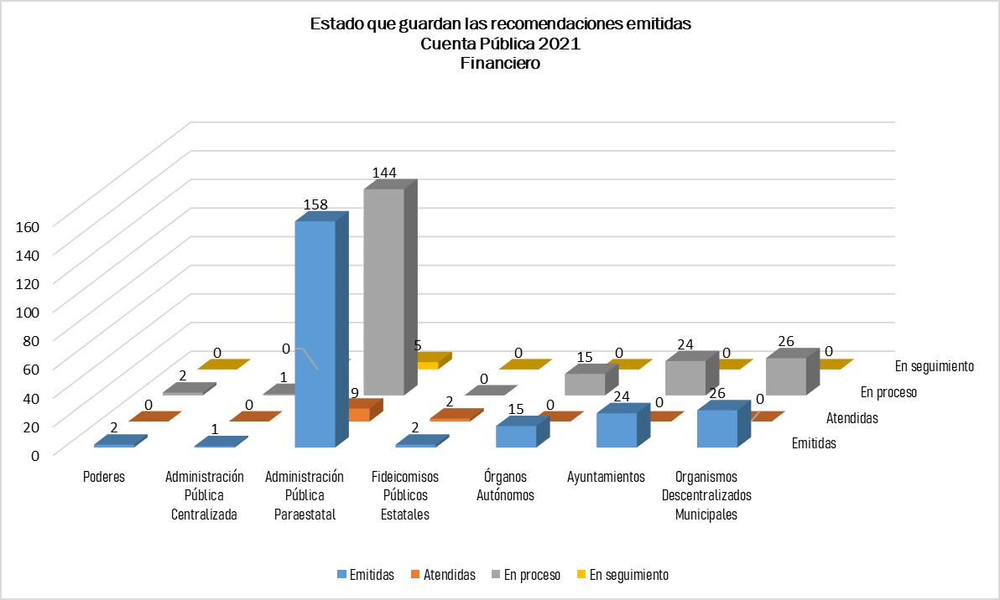 Estado que guardan las recomendaciones emitidas
Cuenta Pública 2021
Financiero
160
140
120
100
80
60
40
20
0
158
144
0
0
5
0
0
0
0
2
1
0
15
24
26
0
0
9
2
0
0
0
2
1
2
15
24
26
En seguimiento
En proceso
Atendidas
Emitidas
Poderes
Administración
Pública
Centralizada
Administración
Pública
Paraestatal
Fideicomisos
Públicos
Estatales
Órganos
Autónomos
Ayuntamientos
Organismos
Descentralizados
Municipales
Emitidas
Atendidas
En proceso
En seguimiento